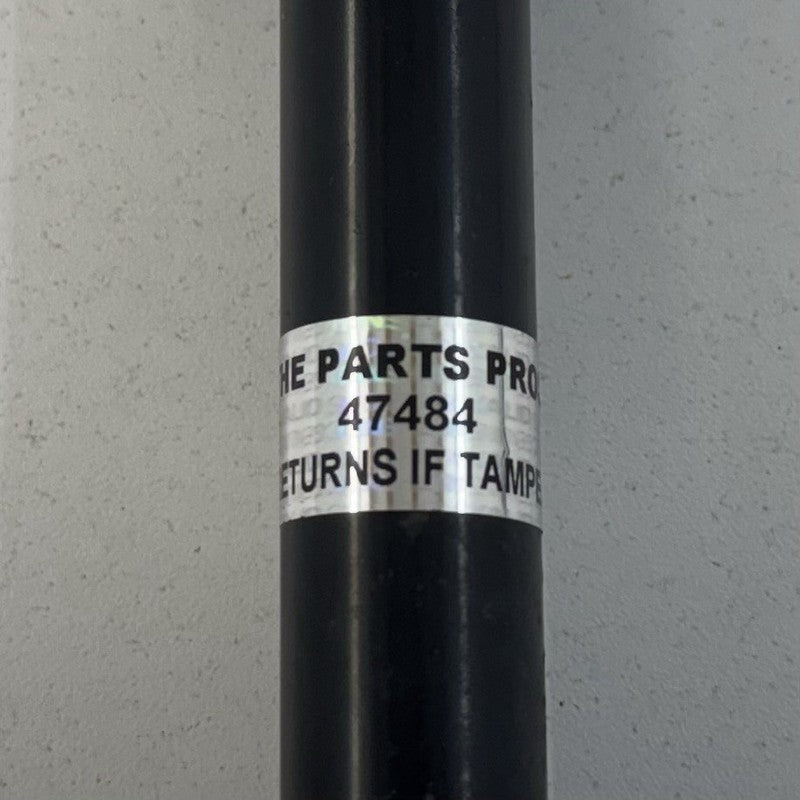 HE PARTS PRO
47484
ETURNS IF TAMPE